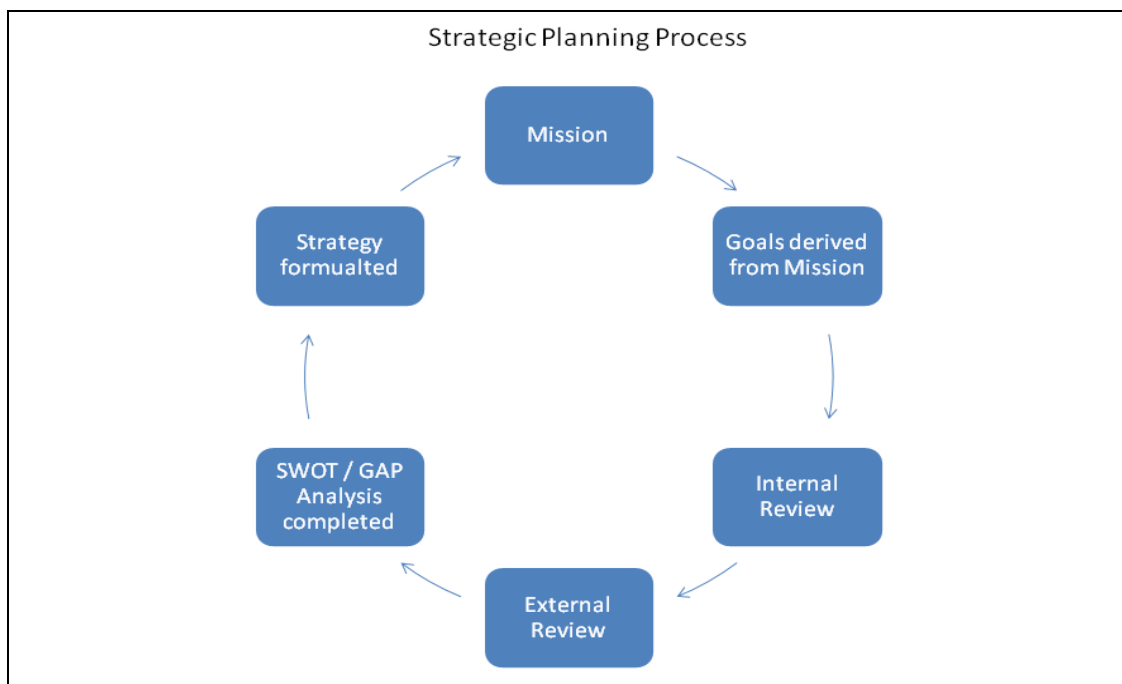 Strategic Planning Process
Mission
Goals derived
from Mission
Internal
Review
External
Review
SWOT / GAP
Analysis
completed
Strategy
formualted